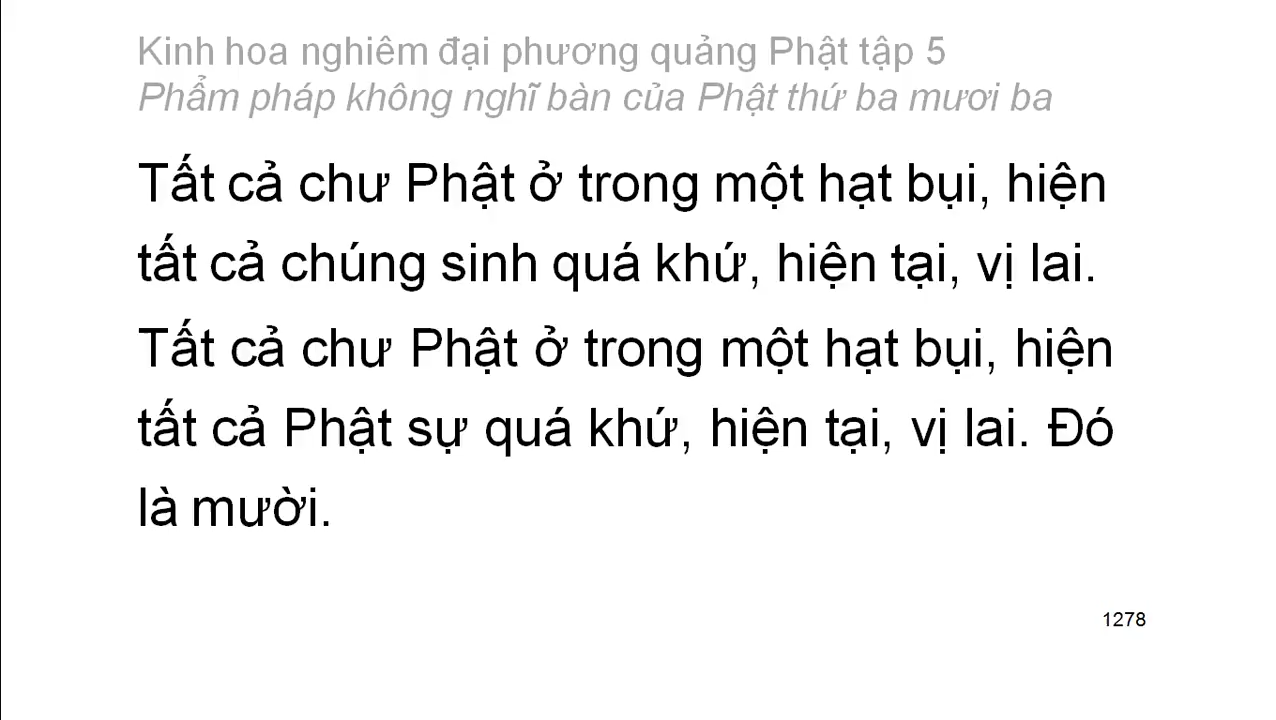 Kinh hoa nghiêm đại phương quảng Phật tập 5
Phẩm pháp không nghĩ bàn của Phật thứ ba mươi ba
Tất cả chư Phật ở trong một hạt bụi, hiện
tất cả chúng sinh quá khứ, hiện tại, vị lai.
Tất cả chư Phật ở trong một hạt bụi, hiện
tất cả Phật sự quá khứ, hiện tại, vị lai. Đó
là mười.
1278